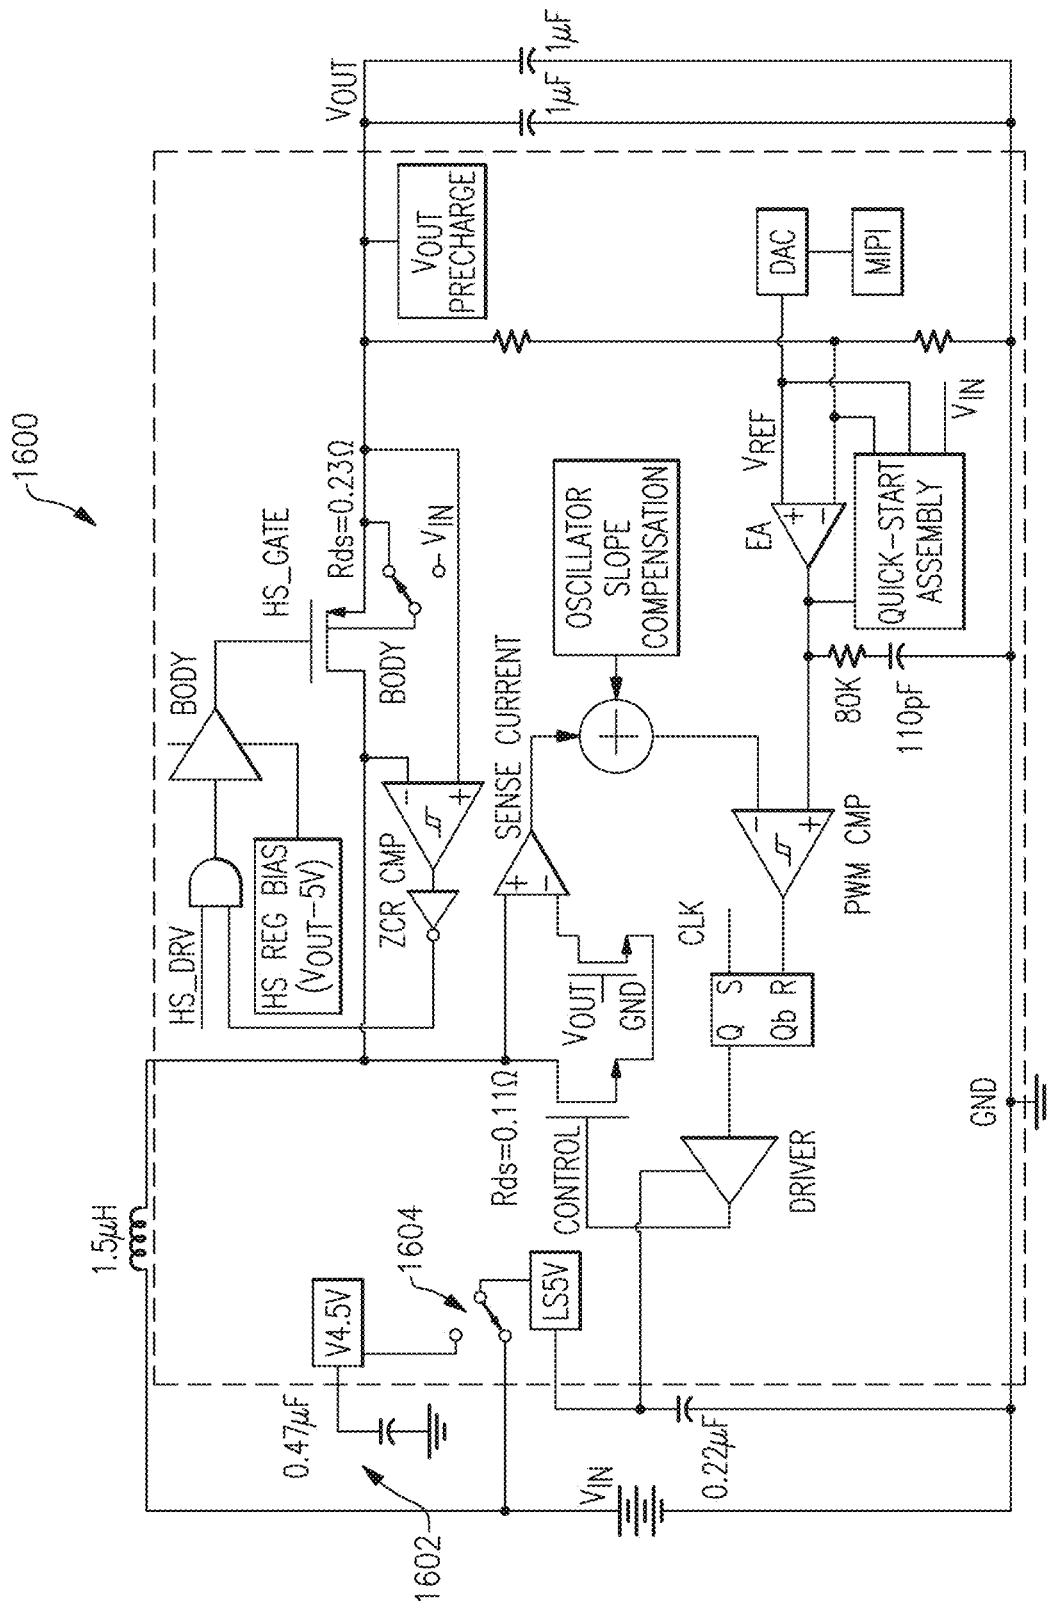 1600
1.5µH
VIN
1602
0.47µF
V4.5V
1604
LS5V
0.22µF
HS_DRV
HS REG BIAS
(VOUT-5V)
BODY
HS_GATE
Rds=0.23Ω
BODY
VIN
ZCR CMP
-
+
Rds=0.11Ω
CONTROL
VOUT
GND
+
-
SENSE CURRENT
OSCILLATOR
SLOPE
COMPENSATION
+
DRIVER
Q S
Qb R
CLK
-
+
PWM CMP
80K
110pF
EA
+
-
VREF
QUICK-START
ASSEMBLY
VIN
DAC
MIPI
VOUT
PRECHARGE
VOUT
1µF
1µF
GND